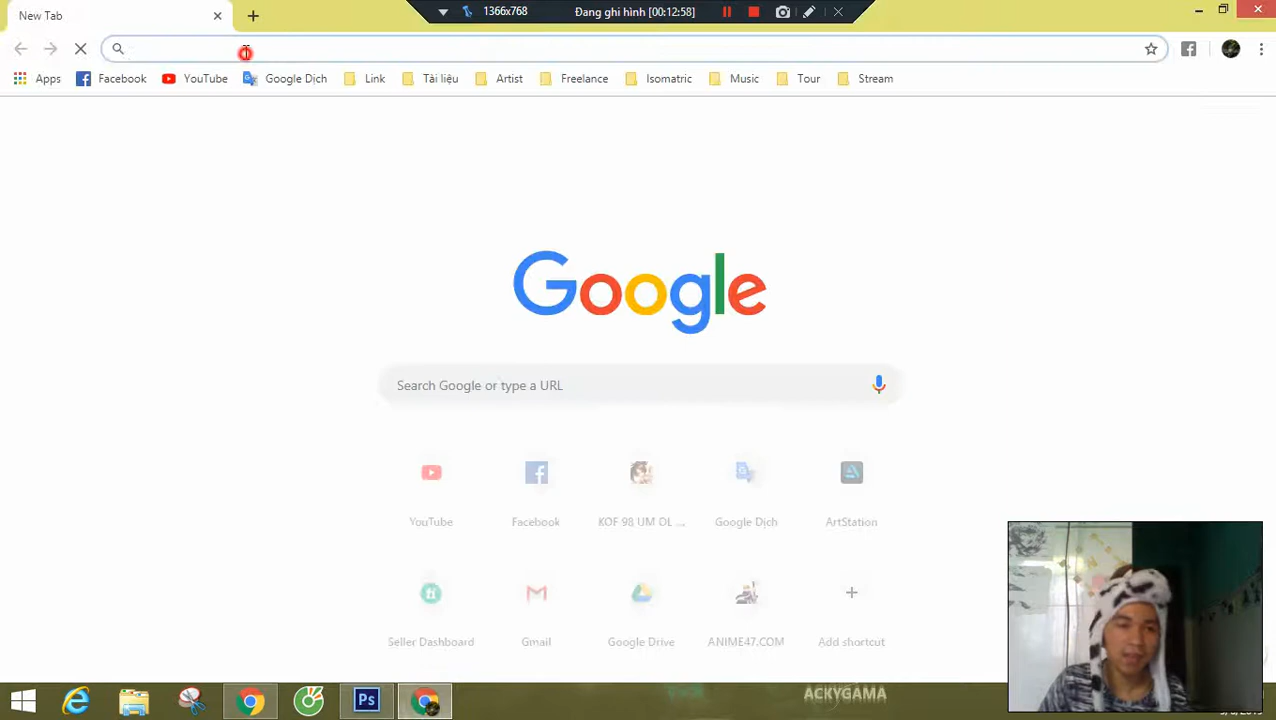 1366x768 Đang ghi hình [00:12:58]
New Tab
Apps Facebook YouTube Google Dịch Link Tài liệu Artist Freelance Isomatric Music Tour Stream
Google
Search Google or type a URL
YouTube Facebook KOF 98 UM OL ... Google Dịch ArtStation
Seller Dashboard Gmail Google Drive ANIME47.COM Add shortcut
Ps
ACKYGAMA